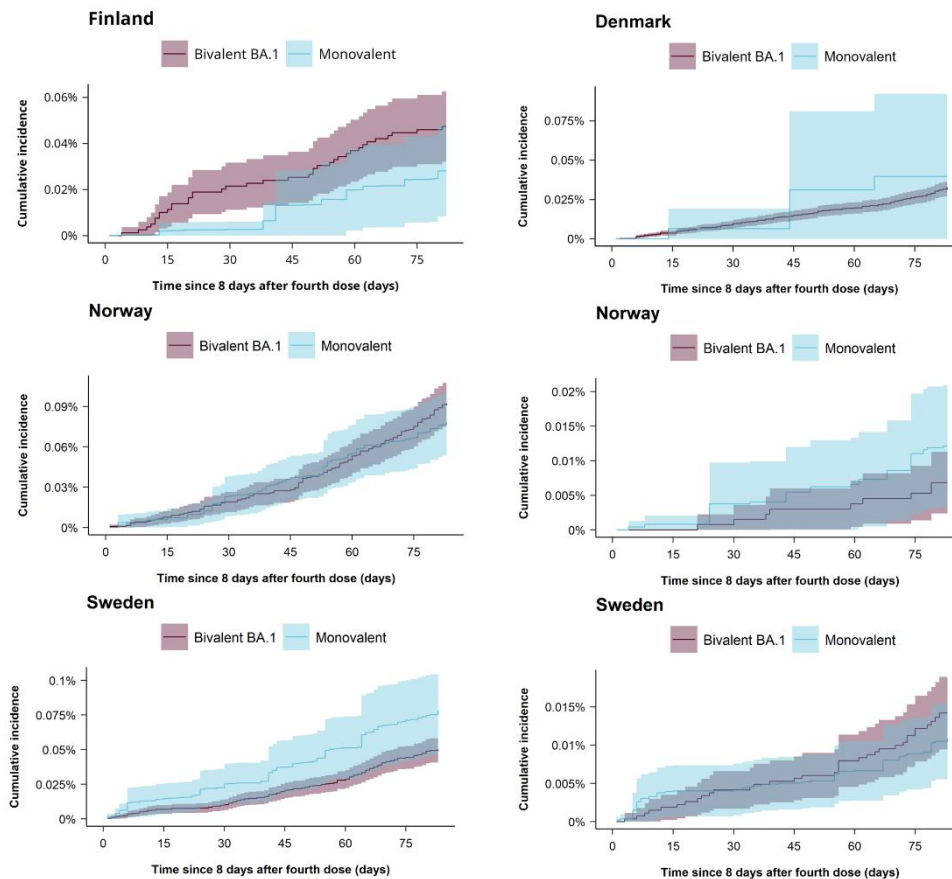 Finland
Bivalent BA.1 Monovalent
Cumulative incidence
0.06%
0.04%
0.02%
0%
0 15 30 45 60 75
Time since 8 days after fourth dose (days)
Denmark
Bivalent BA.1 Monovalent
Cumulative incidence
0.075%
0.05%
0.025%
0%
0 15 30 45 60 75
Time since 8 days after fourth dose (days)
Norway
Bivalent BA.1 Monovalent
Cumulative incidence
0.09%
0.06%
0.03%
0%
0 15 30 45 60 75
Time since 8 days after fourth dose (days)
Norway
Bivalent BA.1 Monovalent
Cumulative incidence
0.02%
0.015%
0.01%
0.005%
0%
0 15 30 45 60 75
Time since 8 days after fourth dose (days)
Sweden
Bivalent BA.1 Monovalent
Cumulative incidence
0.1%
0.075%
0.05%
0.025%
0%
0 15 30 45 60 75
Time since 8 days after fourth dose (days)
Sweden
Bivalent BA.1 Monovalent
Cumulative incidence
0.015%
0.01%
0.005%
0%
0 15 30 45 60 75
Time since 8 days after fourth dose (days)